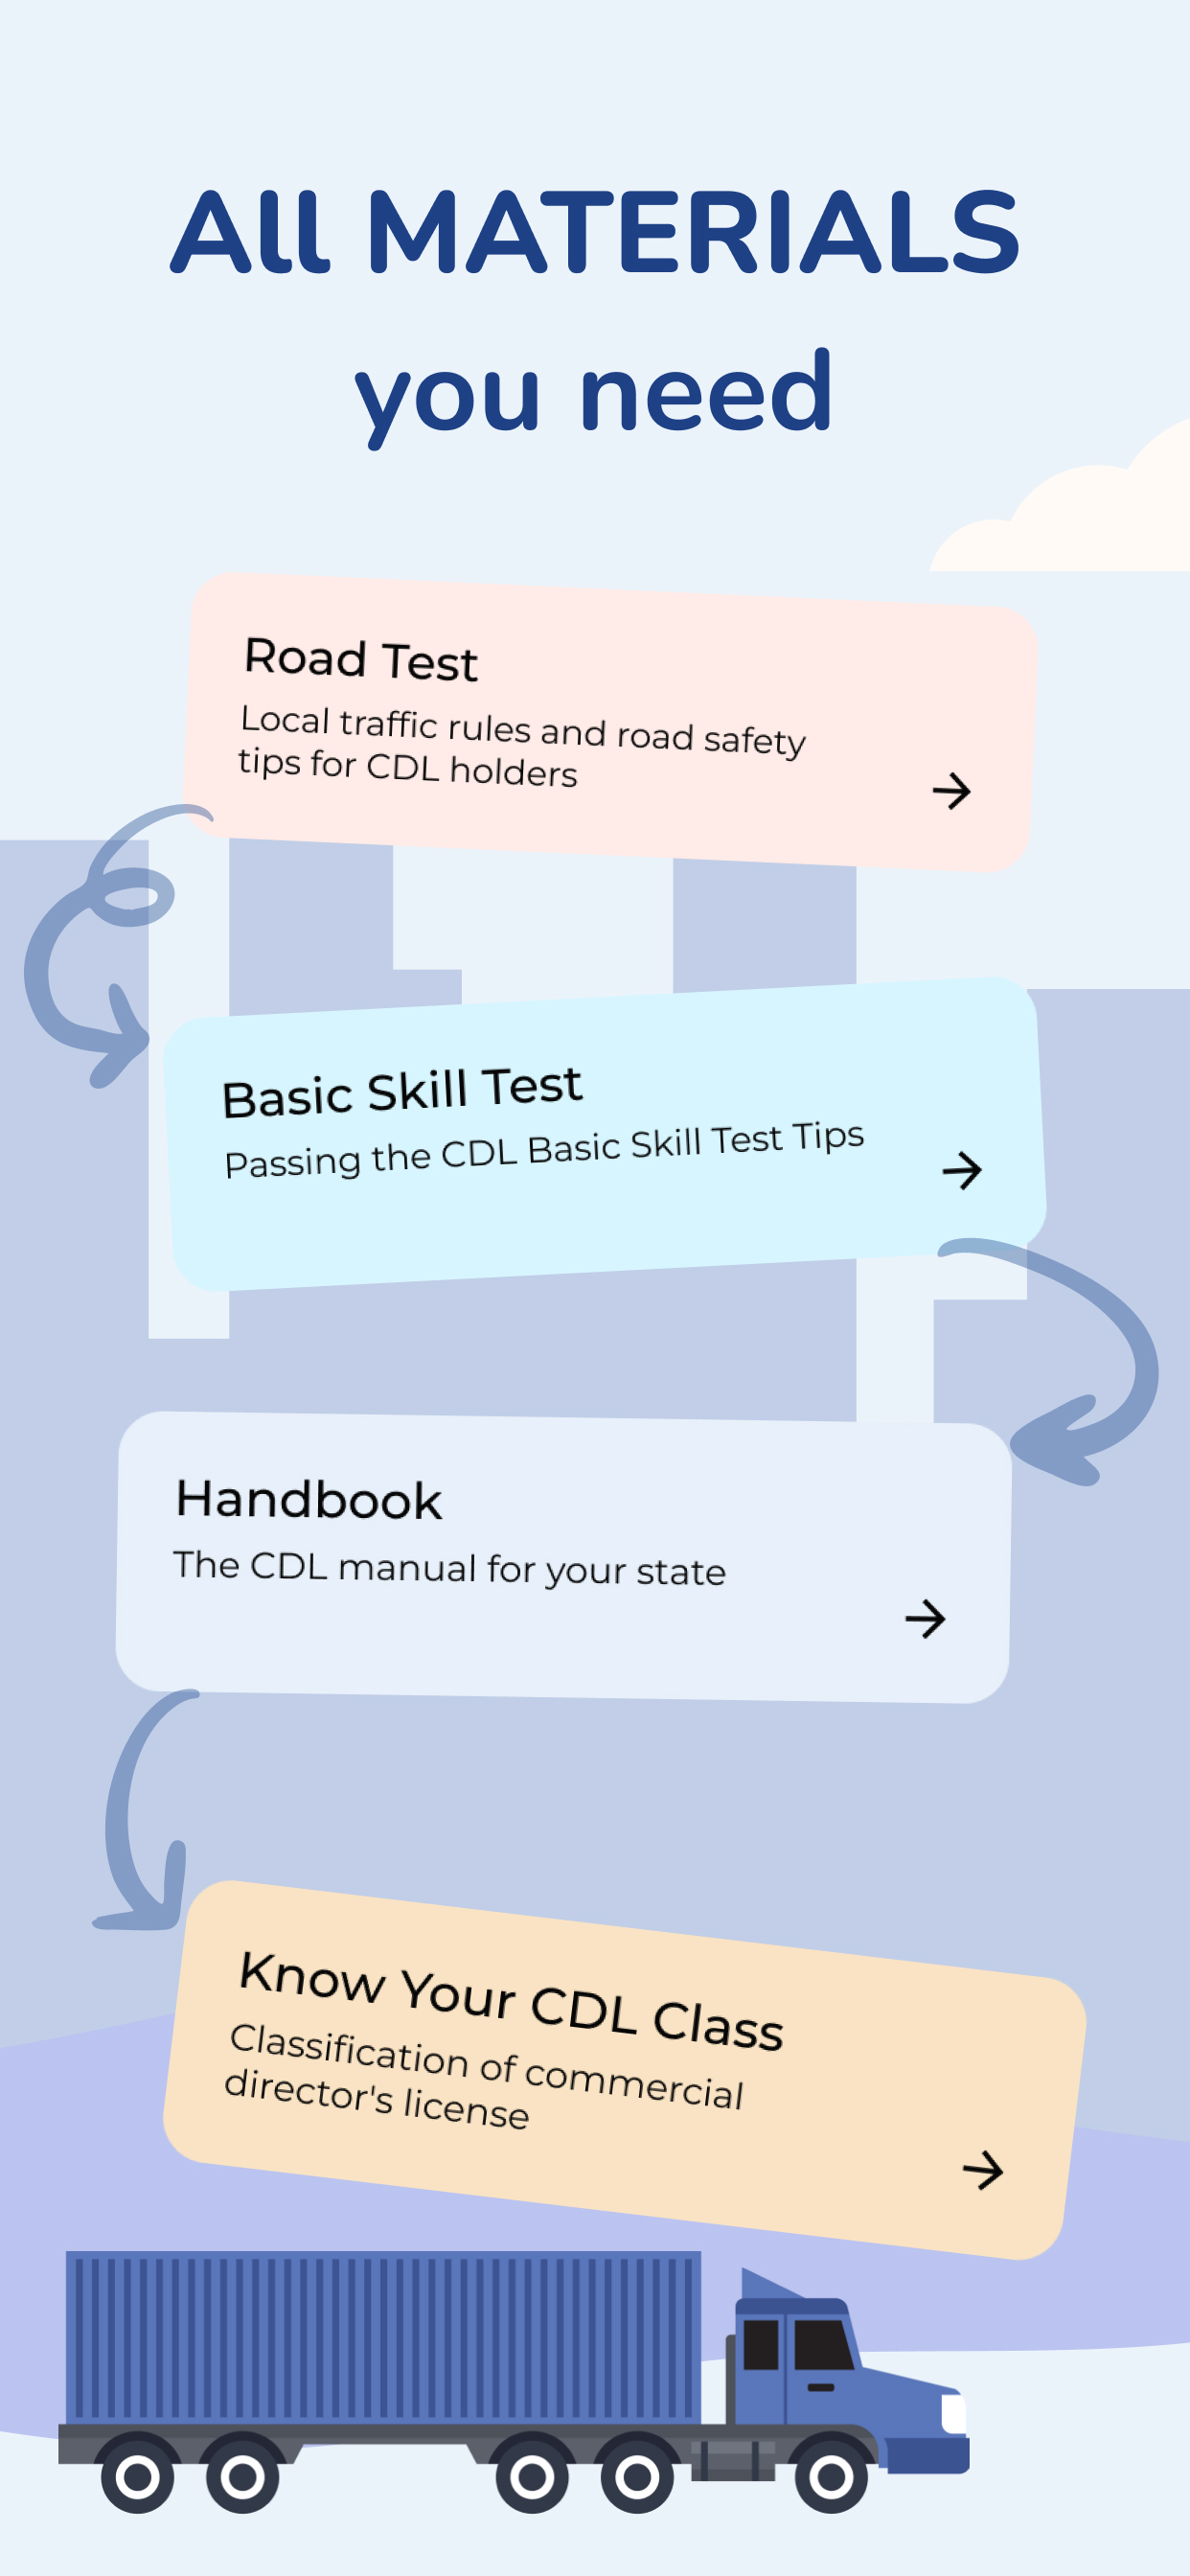 All MATERIALS
you need
Road Test
Local traffic rules and road safety
tips for CDL holders
Basic Skill Test
Passing the CDL Basic Skill Test Tips
Handbook
The CDL manual for your state
Know Your CDL Class
Classification of commercial
director's license